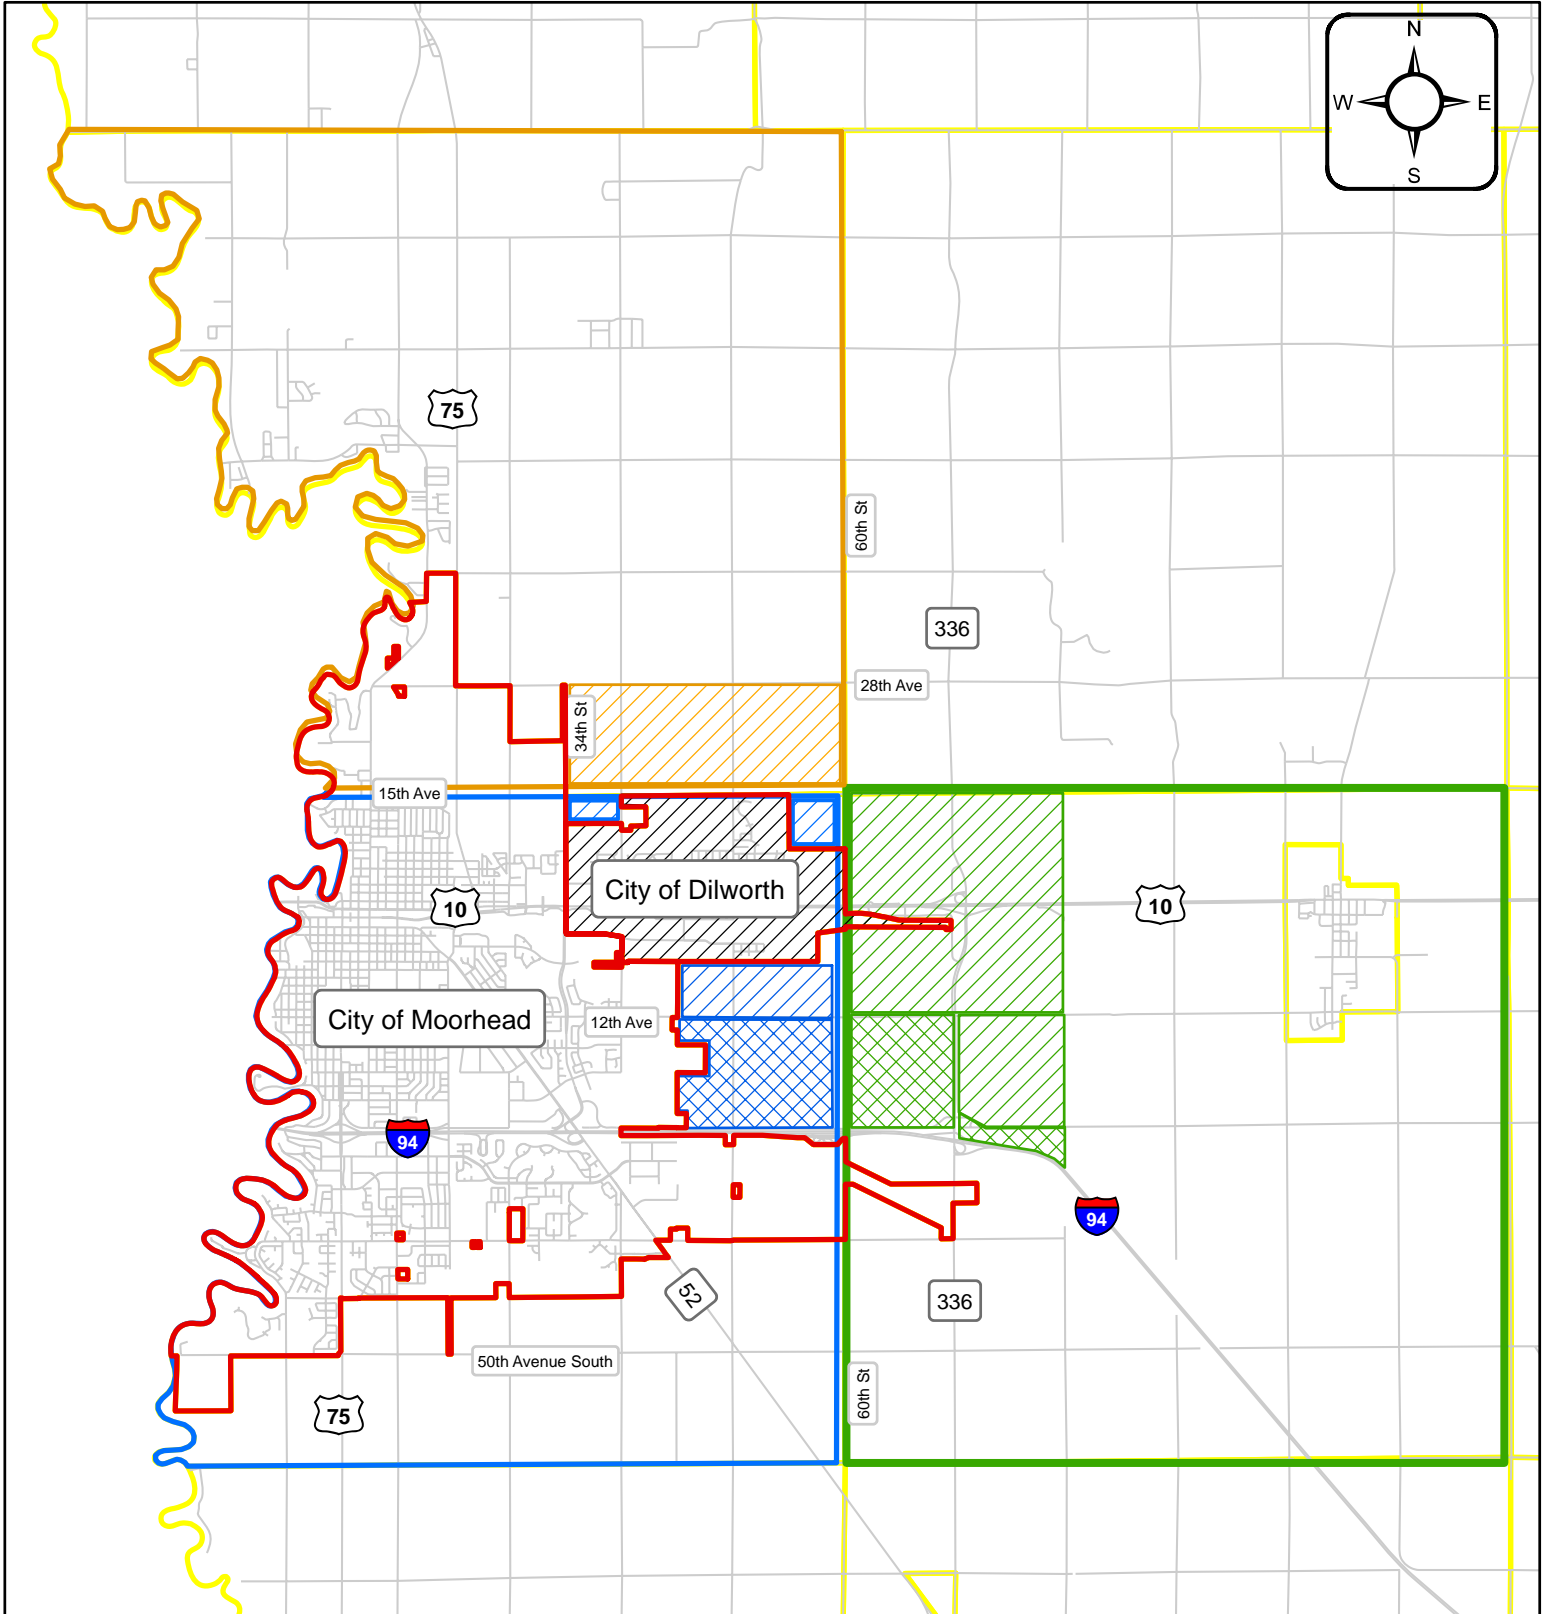 N
W
E
S
75
60th St
336
28th Ave
34th St
15th Ave
City of Dilworth
10
10
City of Moorhead
12th Ave
94
94
52
336
50th Avenue South
60th St
75